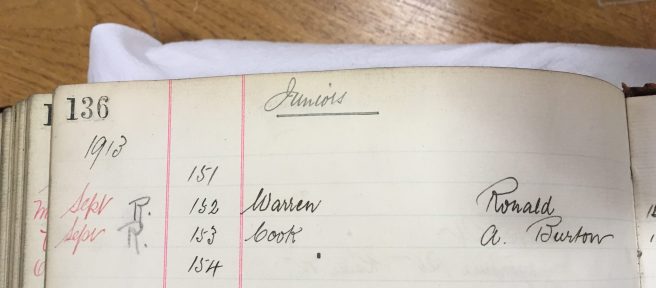 136
Juniors
1913
151
Sept R. 152 Warren Ronald
Sept R. 153 Cook A. Burton
154